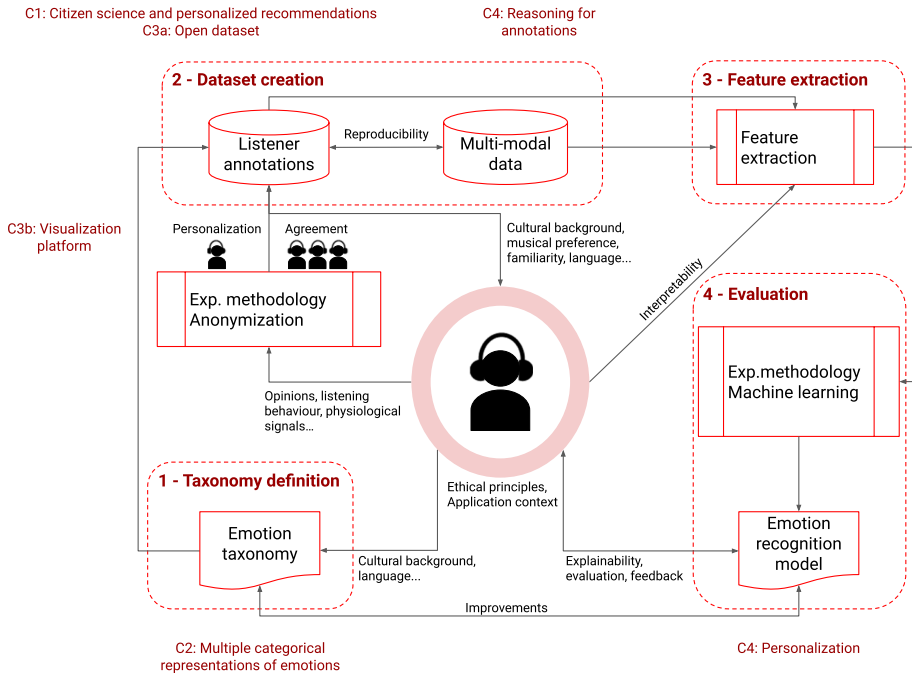 C1: Citizen science and personalized recommendations
C3a: Open dataset
C4: Reasoning for
annotations
2 - Dataset creation
3 - Feature extraction
Listener
annotations
Reproducibility
Multi-modal
data
Feature
extraction
C3b: Visualization
platform
Personalization
Agreement
Cultural background,
musical preference,
familiarity, language...
Interpretability
Exp. methodology
Anonymization
4 - Evaluation
Exp.methodology
Machine learning
Opinions, listening
behaviour, physiological
signals…
1 - Taxonomy definition
Ethical principles,
Application context
Emotion
taxonomy
Cultural background,
language...
Explainability,
evaluation, feedback
Emotion
recognition
model
Improvements
C2: Multiple categorical
representations of emotions
C4: Personalization